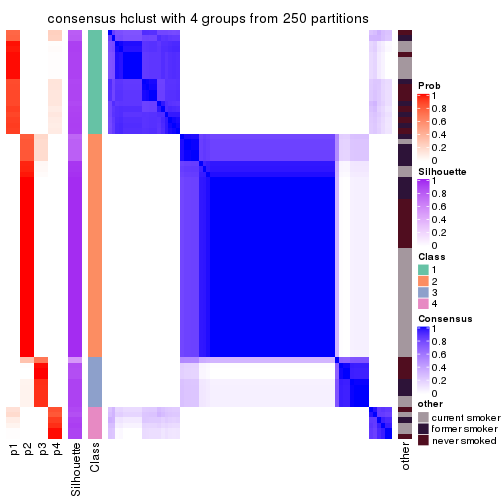 consensus hclust with 4 groups from 250 partitions
Prob
1
0.8
0.6
0.4
0.2
0
Silhouette
1
0.8
0.6
0.4
0.2
0
Class
1
2
3
4
Consensus
1
0.8
0.6
0.4
0.2
0
other
current smoker
former smoker
never smoked
p1
p2
p3
p4
Silhouette
Class
other